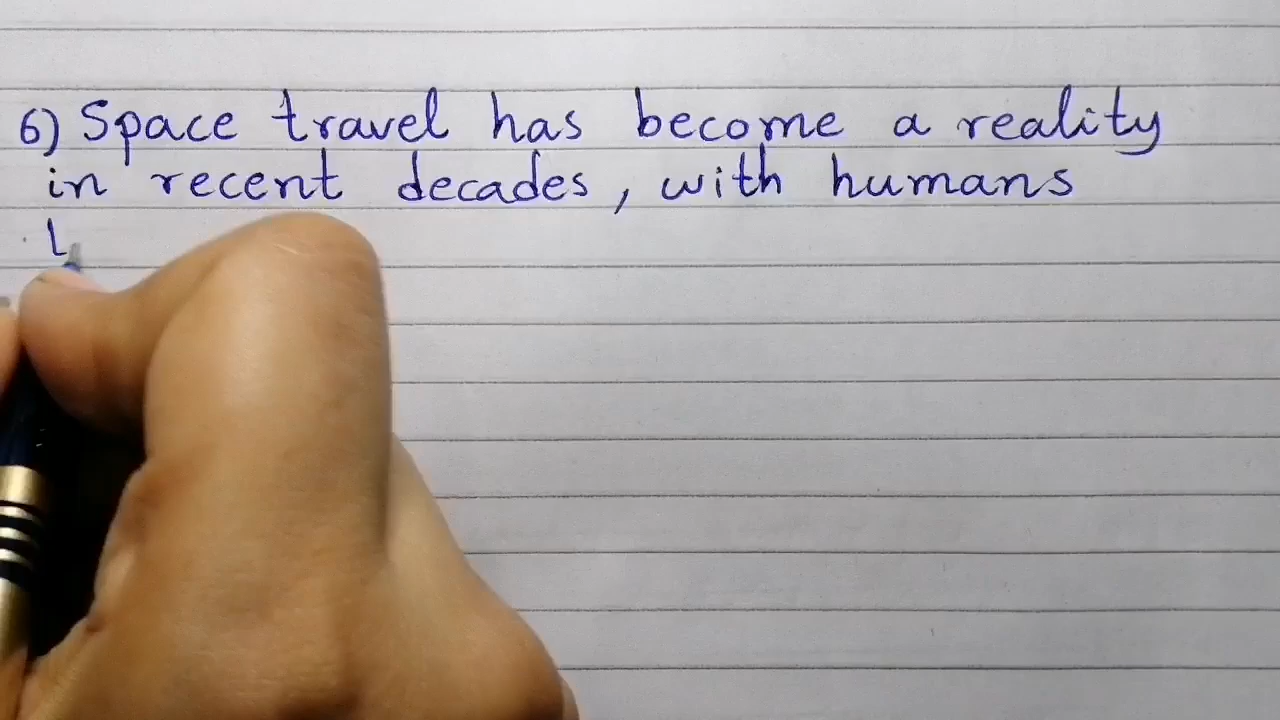 6) Space travel has become a reality
in recent decades, with humans